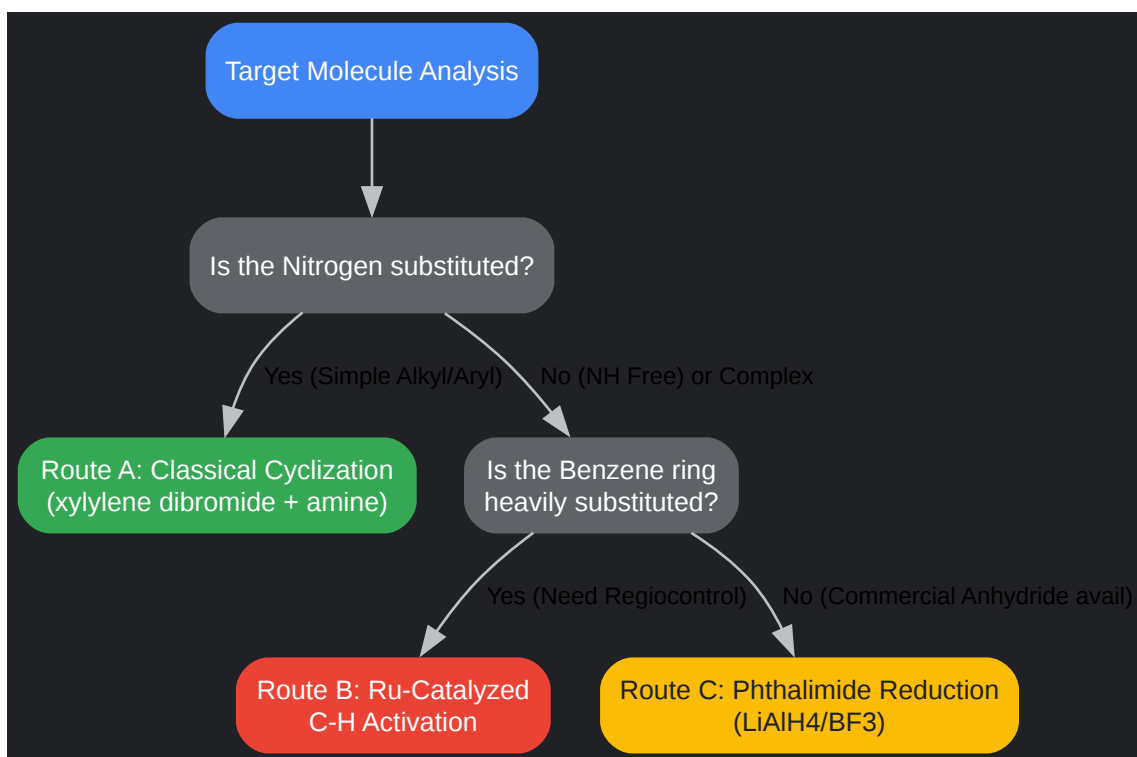 Target Molecule Analysis
Is the Nitrogen substituted?
Yes (Simple Alkyl/Aryl)
No (NH Free) or Complex
Route A: Classical Cyclization
(xylylene dibromide + amine)
Is the Benzene ring
heavily substituted?
Yes (Need Regiocontrol)
No (Commercial Anhydride avail)
Route B: Ru-Catalyzed
C-H Activation
Route C: Phthalimide Reduction
(LiAlH4/BF3)